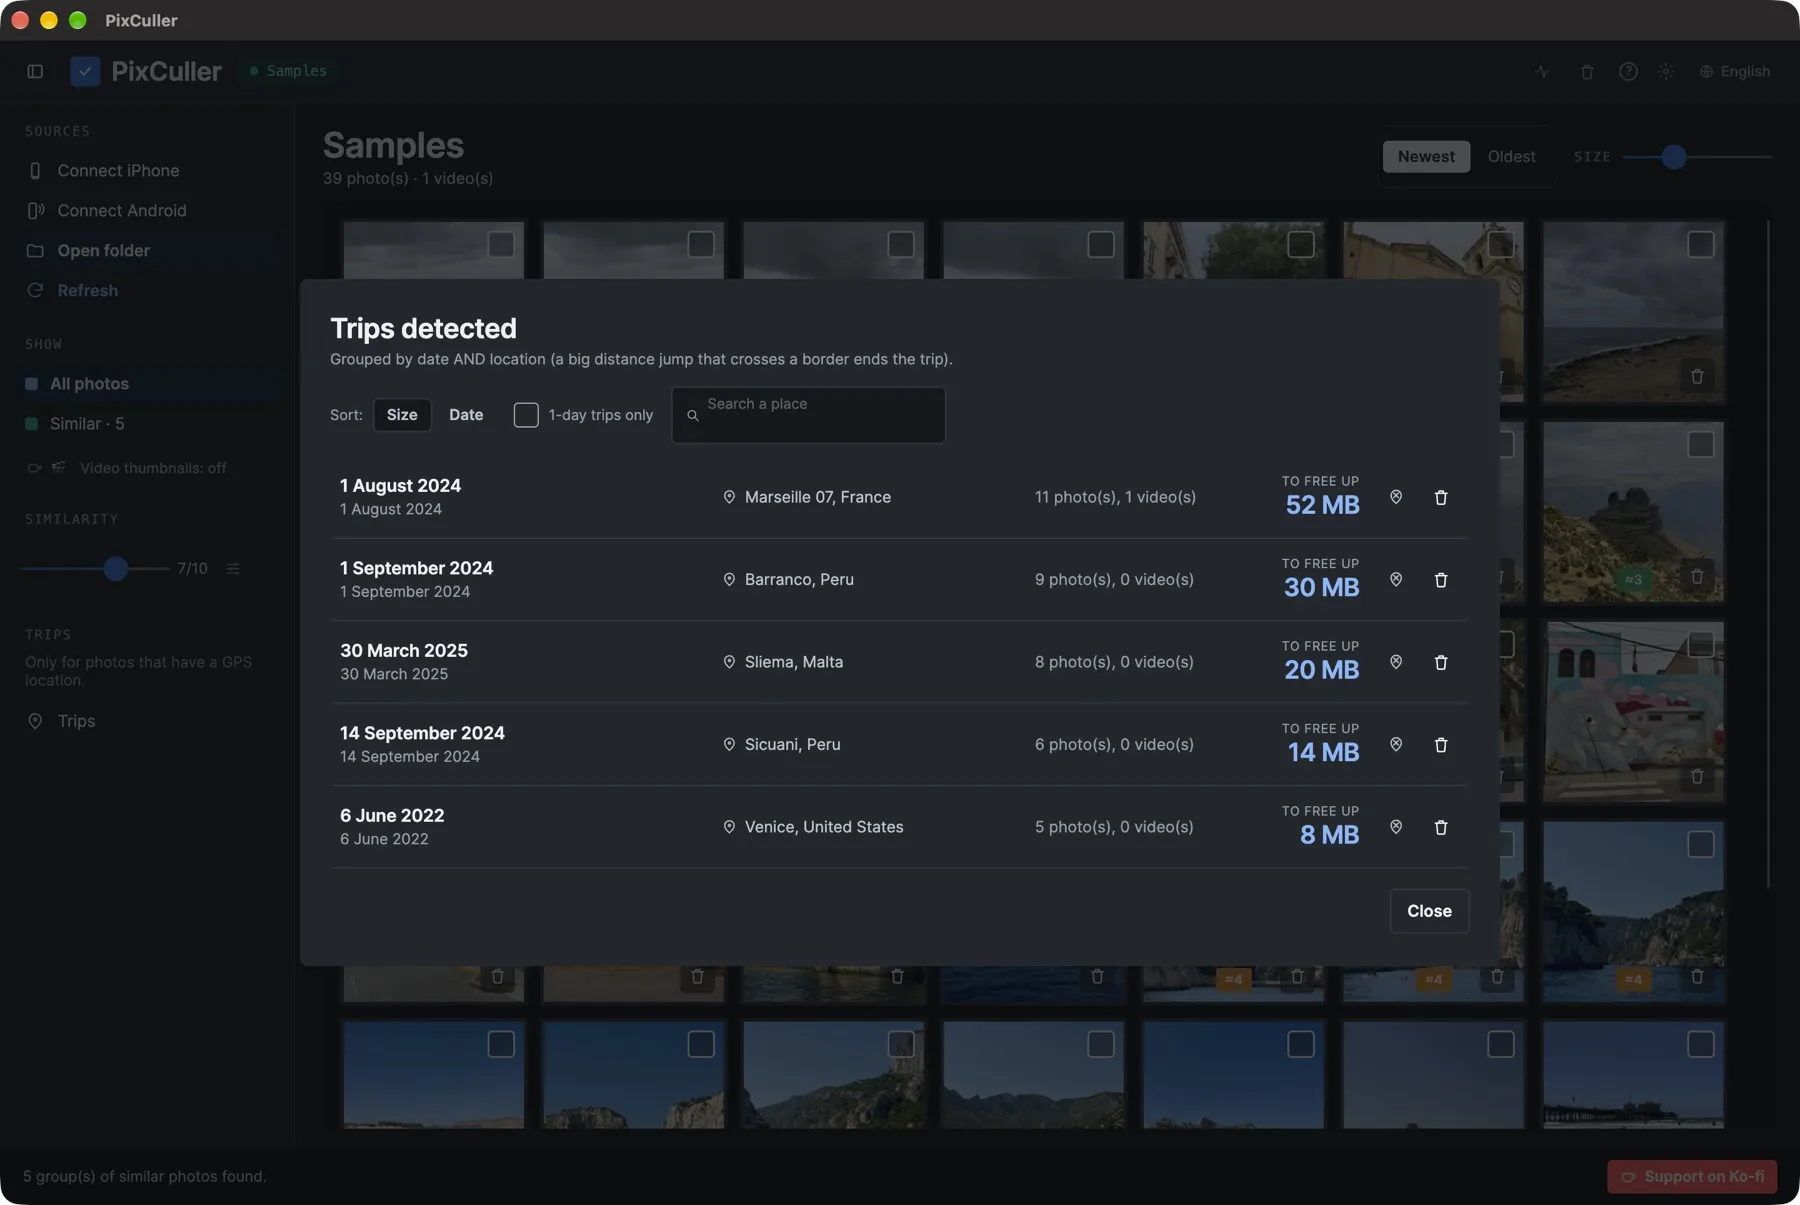 PixCuller
PixCuller
Samples
English
SOURCES
Connect iPhone
Connect Android
Open folder
Refresh
SHOW
All photos
Similar · 5
Video thumbnails: off
SIMILARITY
7/10
TRIPS
Only for photos that have a GPS
location.
Trips
Samples
39 photo(s) · 1 video(s)
Newest
Oldest
SIZE
Trips detected
Grouped by date AND location (a big distance jump that crosses a border ends the trip).
Sort:
Size
Date
1-day trips only
Search a place
1 August 2024
1 August 2024
Marseille 07, France
11 photo(s), 1 video(s)
TO FREE UP
52 MB
1 September 2024
1 September 2024
Barranco, Peru
9 photo(s), 0 video(s)
TO FREE UP
30 MB
30 March 2025
30 March 2025
Sliema, Malta
8 photo(s), 0 video(s)
TO FREE UP
20 MB
14 September 2024
14 September 2024
Sicuani, Peru
6 photo(s), 0 video(s)
TO FREE UP
14 MB
6 June 2022
6 June 2022
Venice, United States
5 photo(s), 0 video(s)
TO FREE UP
8 MB
Close
≈3
≈4
≈4
≈4
5 group(s) of similar photos found.
Support on Ko-fi